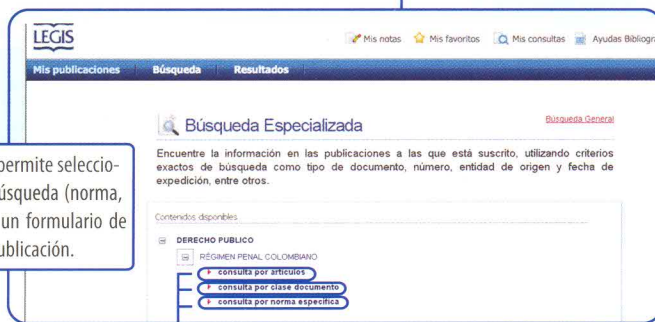 LEGIS
Mis notas Mis favoritos Mis consultas Ayudas Bibliogra
Mis publicaciones Búsqueda Resultados
Búsqueda Especializada
Búsqueda General
Encuentre la información en las publicaciones a las que está suscrito, utilizando criterios
exactos de búsqueda como tipo de documento, número, entidad de origen y fecha de
expedición, entre otros.
permite seleccio-
úsqueda (norma,
un formulario de
ublicación.
Contenidos disponibles
DERECHO PUBLICO
RÉGIMEN PENAL COLOMBIANO
consulta por artículos
consulta por clase documento
consulta por norma específica